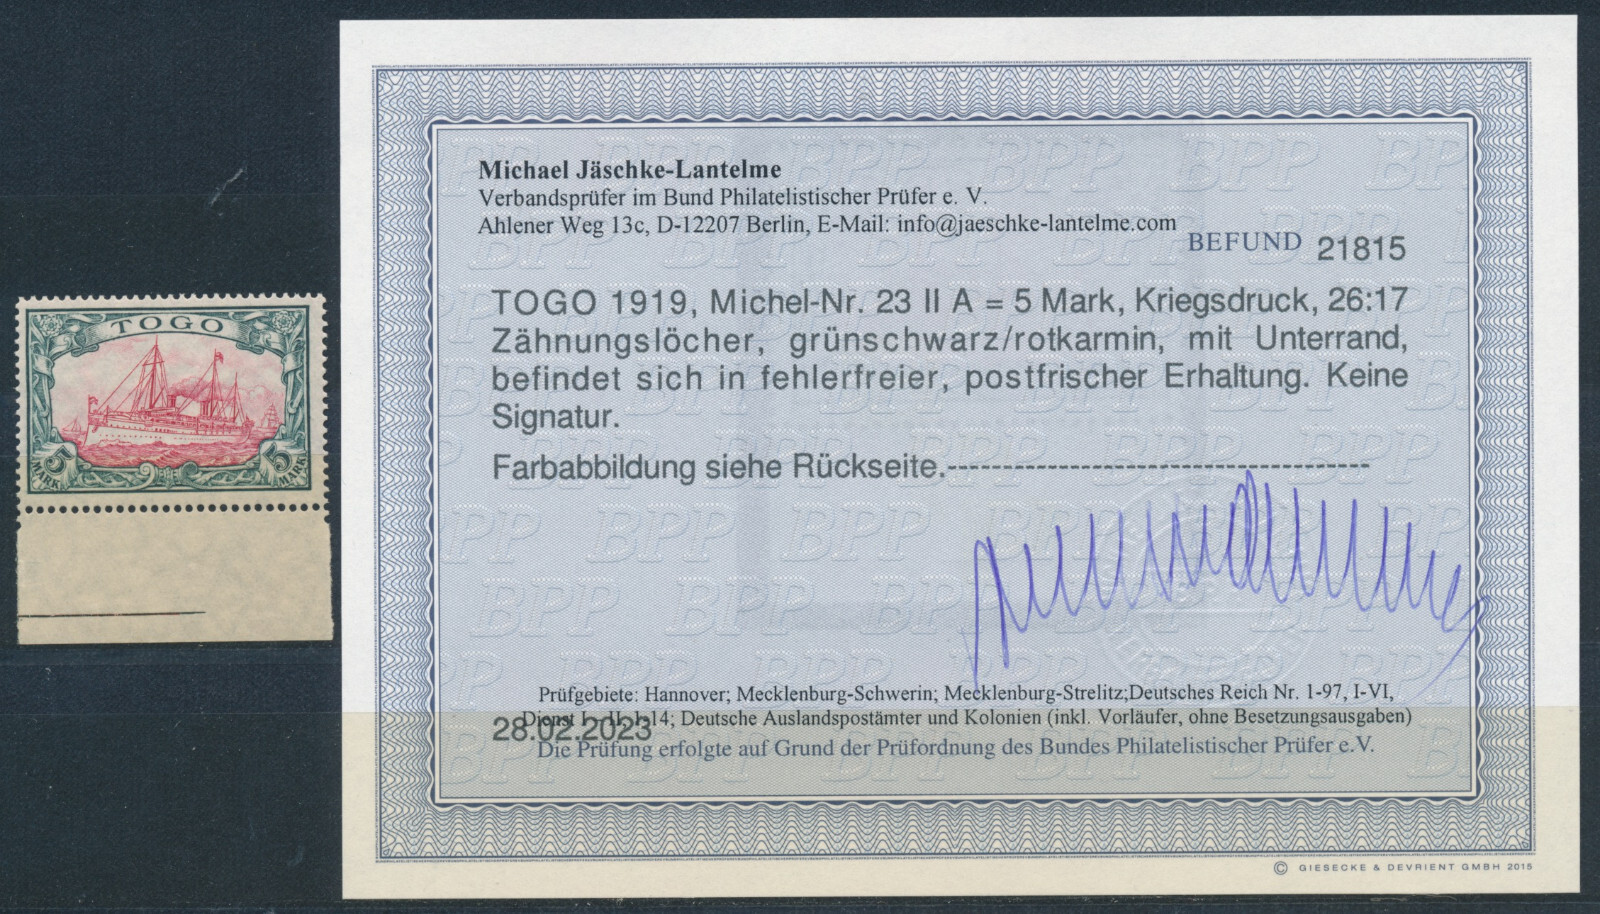 TOGO
5 MARK
5 MARK
Michael Jäschke-Lantelme
Verbandsprüfer im Bund Philatelistischer Prüfer e. V.
Ahlener Weg 13c, D-12207 Berlin, E-Mail: info@jaeschke-lantelme.com
BEFUND 21815
TOGO 1919, Michel-Nr. 23 II A = 5 Mark, Kriegsdruck, 26:17
Zähnungslöcher, grünschwarz/rotkarmin, mit Unterrand,
befindet sich in fehlerfreier, postfrischer Erhaltung. Keine
Signatur.
Farbabbildung siehe Rückseite.------------------------------------
Prüfgebiete: Hannover; Mecklenburg-Schwerin; Mecklenburg-Strelitz;Deutsches Reich Nr. 1-97, I-VI,
Dienst I - II, 1-14; Deutsche Auslandspostämter und Kolonien (inkl. Vorläufer, ohne Besetzungsausgaben)
28.02.2023
Die Prüfung erfolgte auf Grund der Prüfordnung des Bundes Philatelistischer Prüfer e.V.
© GIESECKE & DEVRIENT GMBH 2015